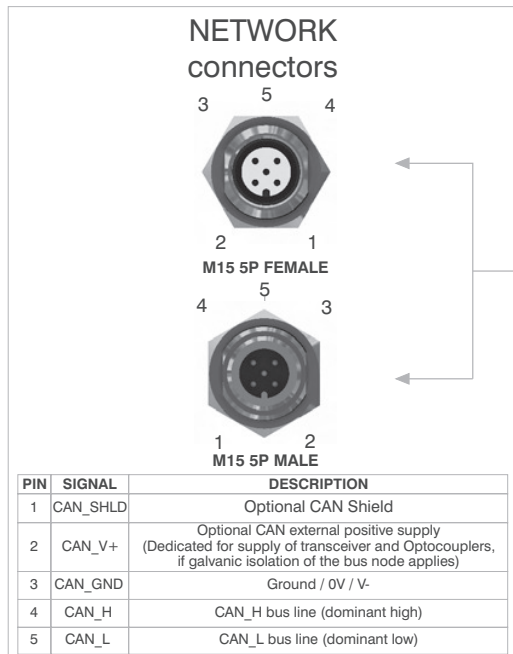 NETWORK
connectors
3 5 4
2 1
M15 5P FEMALE
5
4 3
1 2
M15 5P MALE
PIN SIGNAL DESCRIPTION
1 CAN_SHLD Optional CAN Shield
2 CAN_V+ Optional CAN external positive supply
(Dedicated for supply of transceiver and Optocouplers,
if galvanic isolation of the bus node applies)
3 CAN_GND Ground / 0V / V-
4 CAN_H CAN_H bus line (dominant high)
5 CAN_L CAN_L bus line (dominant low)